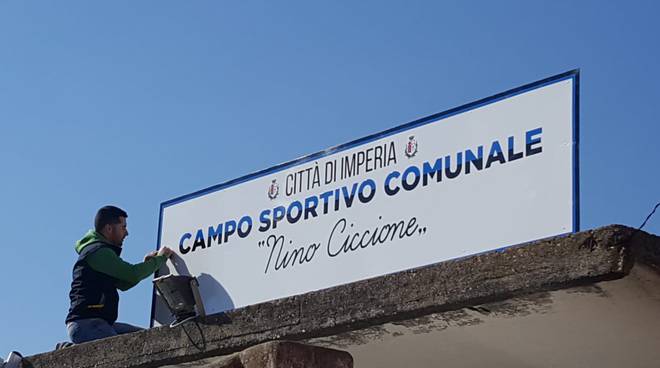 CITTÀ DI IMPERIA
CAMPO SPORTIVO COMUNALE
"Nino Ciccione"